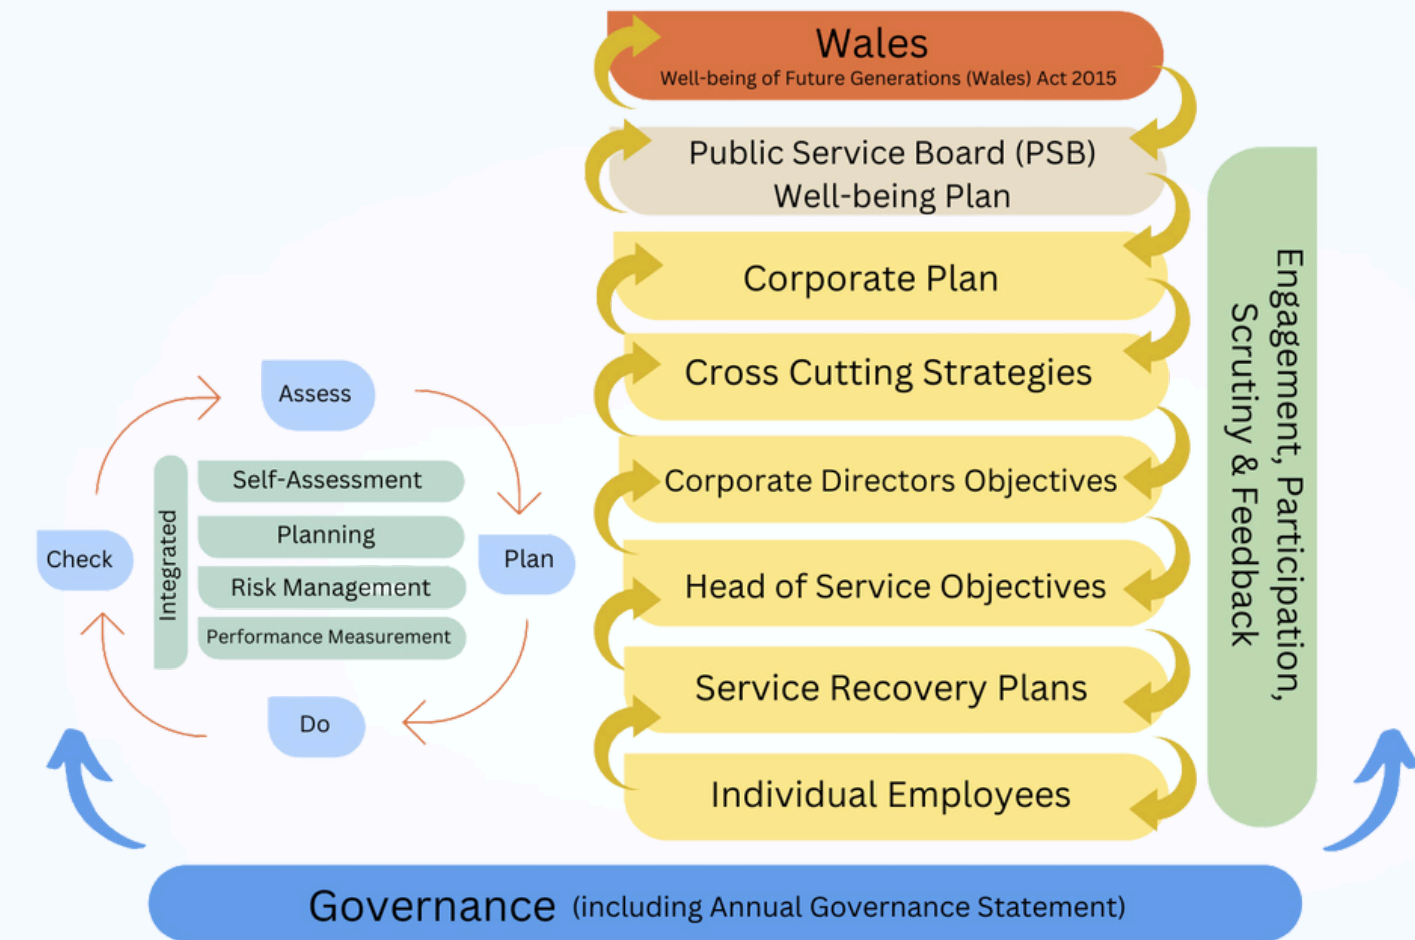 Wales
Well-being of Future Generations (Wales) Act 2015
Public Service Board (PSB)
Well-being Plan
Corporate Plan
Cross Cutting Strategies
Corporate Directors Objectives
Head of Service Objectives
Service Recovery Plans
Individual Employees
Engagement, Participation,
Scrutiny & Feedback
Assess
Plan
Do
Check
Integrated
Self-Assessment
Planning
Risk Management
Performance Measurement
Governance (including Annual Governance Statement)